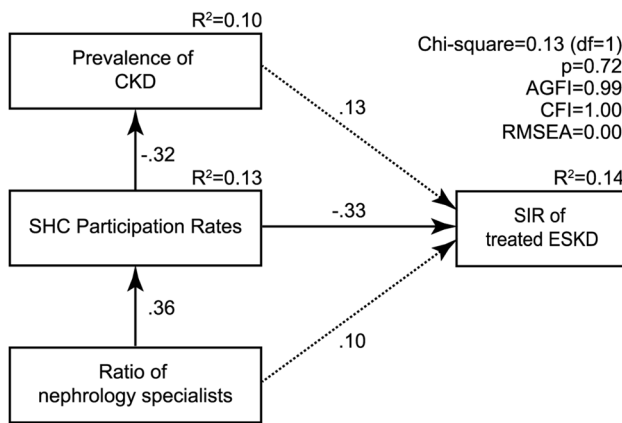 R²=0.10
Prevalence of
CKD
Chi-square=0.13 (df=1)
p=0.72
AGFI=0.99
CFI=1.00
RMSEA=0.00
.13
-.32
R²=0.13
SHC Participation Rates
-.33
R²=0.14
SIR of
treated ESKD
.36
.10
Ratio of
nephrology specialists